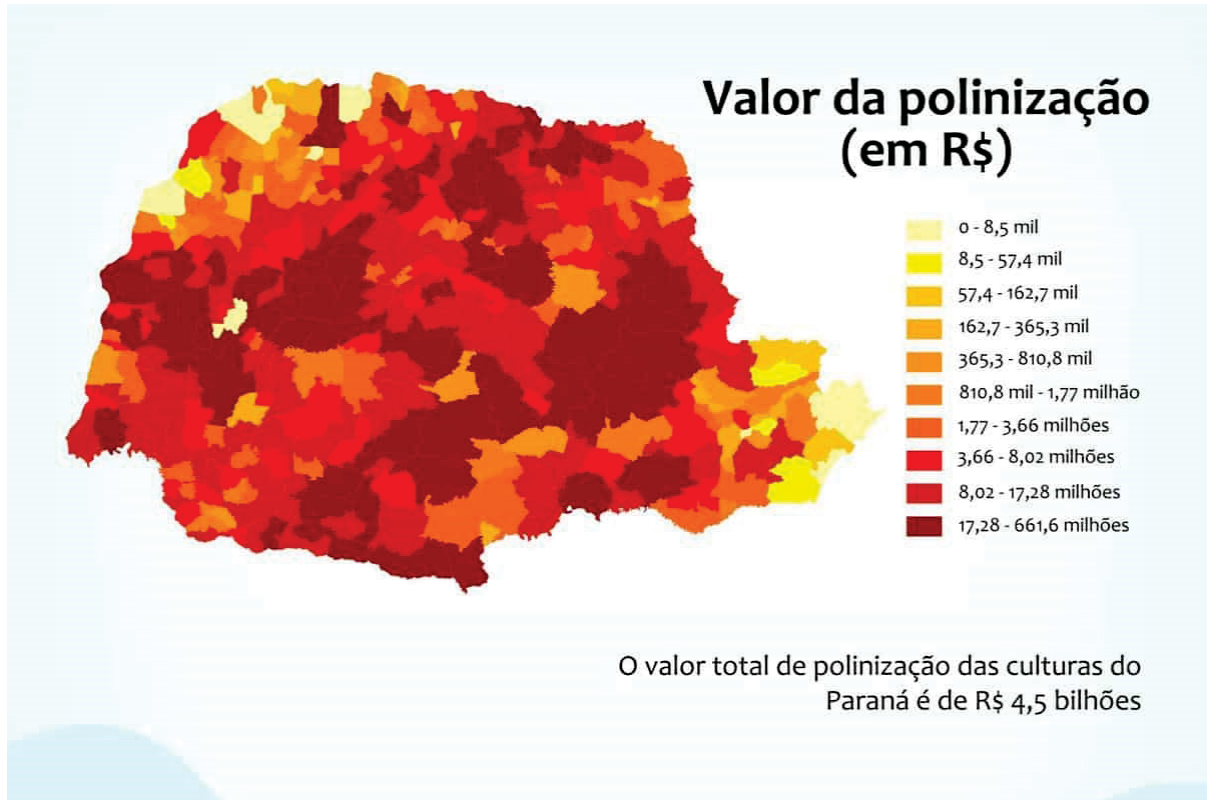 Valor da polinização
(em R$)
0 - 8,5 mil
8,5 - 57,4 mil
57,4 - 162,7 mil
162,7 - 365,3 mil
365,3 - 810,8 mil
810,8 mil - 1,77 milhão
1,77 - 3,66 milhões
3,66 - 8,02 milhões
8,02 - 17,28 milhões
17,28 - 661,6 milhões
O valor total de polinização das culturas do
Paraná é de R$ 4,5 bilhões